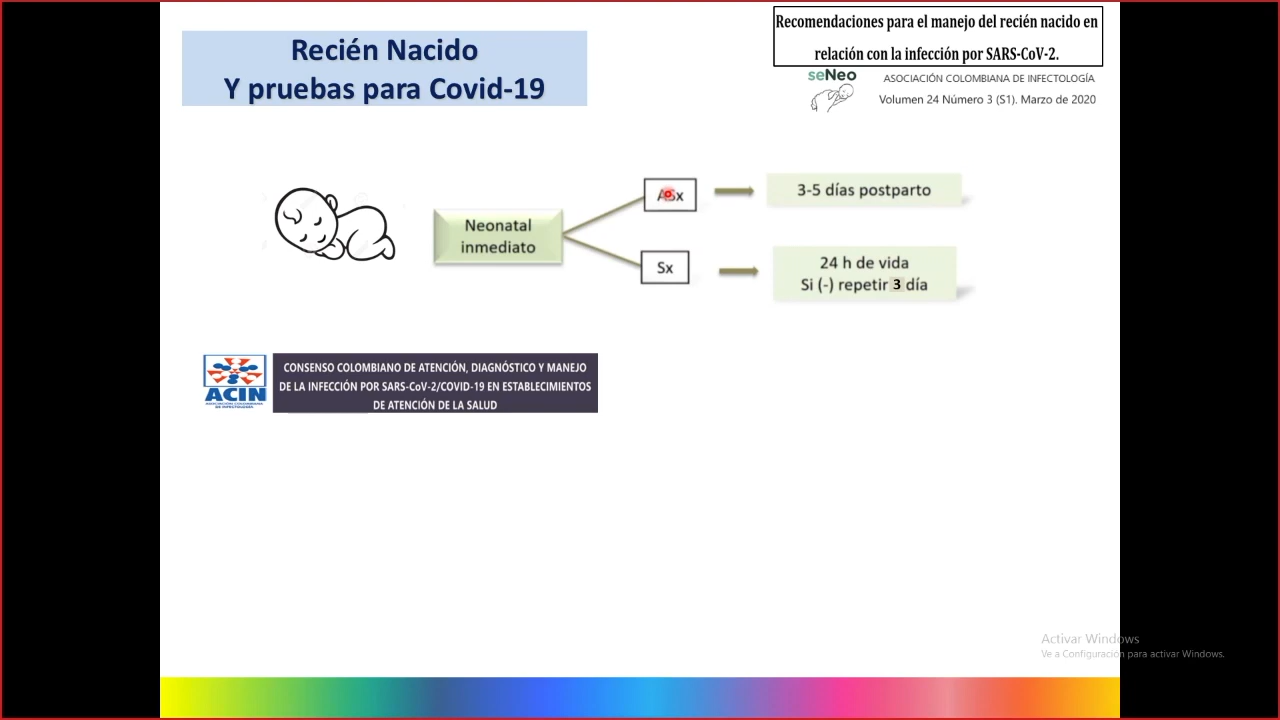 Recién Nacido
Y pruebas para Covid-19
Recomendaciones para el manejo del recién nacido en
relación con la infección por SARS-CoV-2.
seNeo
ASOCIACIÓN COLOMBIANA DE INFECTOLOGÍA
Volumen 24 Número 3 (S1). Marzo de 2020
Neonatal
inmediato
ASx
3-5 días postparto
Sx
24 h de vida
Si (-) repetir 3 día
ACIN
CONSENSO COLOMBIANO DE ATENCIÓN, DIAGNÓSTICO Y MANEJO
DE LA INFECCIÓN POR SARS-CoV-2/COVID-19 EN ESTABLECIMIENTOS
DE ATENCIÓN DE LA SALUD
Activar Windows
Ve a Configuración para activar Windows.